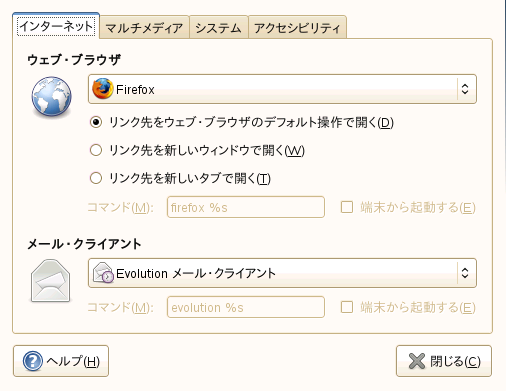 インターネット マルチメディア システム アクセシビリティ
ウェブ・ブラウザ
Firefox
リンク先をウェブ・ブラウザのデフォルト操作で開く(D)
リンク先を新しいウィンドウで開く(W)
リンク先を新しいタブで開く(T)
コマンド(M): firefox %s 端末から起動する(E)
メール・クライアント
Evolution メール・クライアント
コマンド(M): evolution %s 端末から起動する(E)
ヘルプ(H) 閉じる(C)